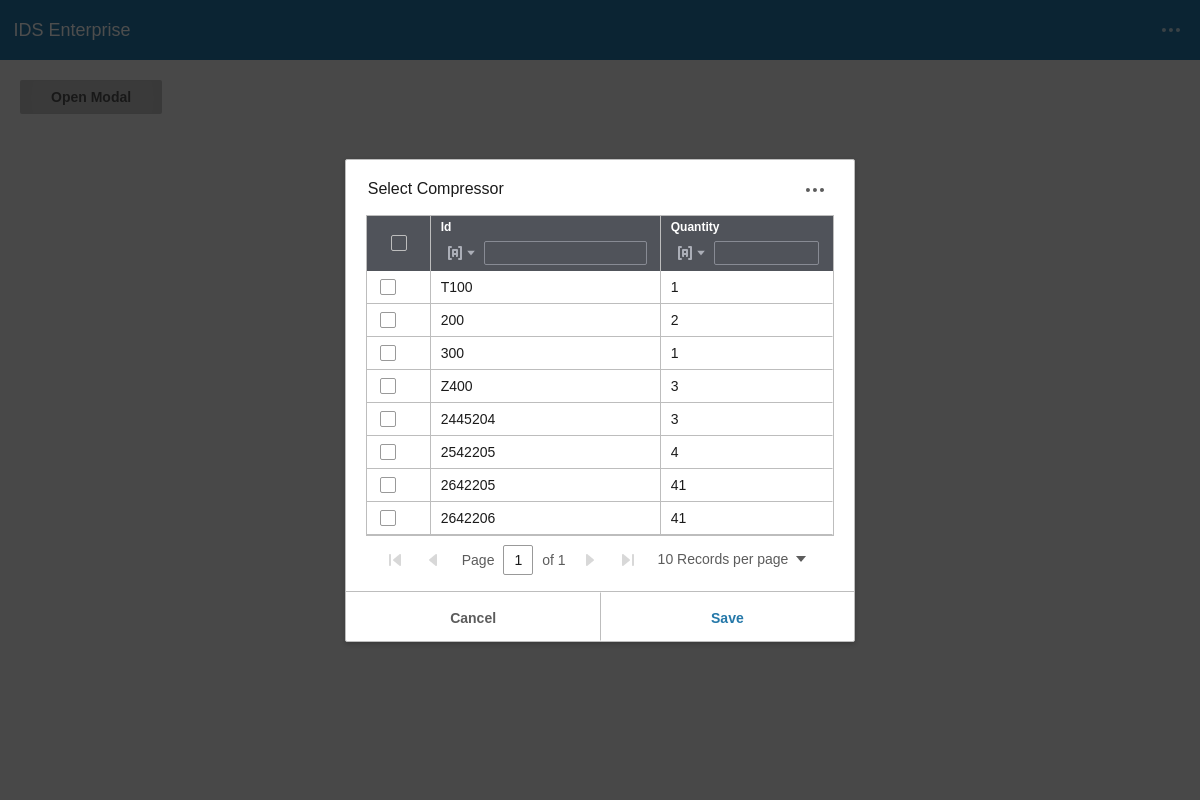 IDS Enterprise
Open Modal
Select Compressor
Id Quantity
T100 1
200 2
300 1
Z400 3
2445204 3
2542205 4
2642205 41
2642206 41
Page 1 of 1 10 Records per page
Cancel Save